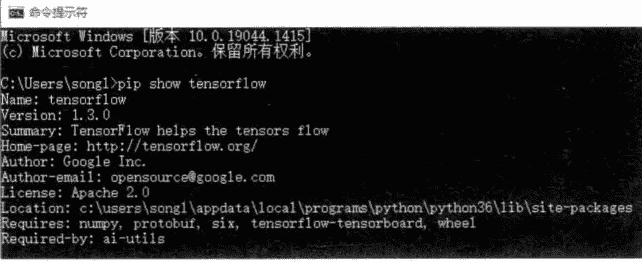 命令提示符
Microsoft Windows [版本 10.0.19044.1415]
(c) Microsoft Corporation。保留所有权利。
C:\Users\songl>pip show tensorflow
Name: tensorflow
Version: 1.3.0
Summary: TensorFlow helps the tensors flow
Home-page: http://tensorflow.org/
Author: Google Inc.
Author-email: opensource@google.com
License: Apache 2.0
Location: c:\users\songl\appdata\local\programs\python\python36\lib\site-packages
Requires: numpy, protobuf, six, tensorflow-tensorboard, wheel
Required-by: ai-utils